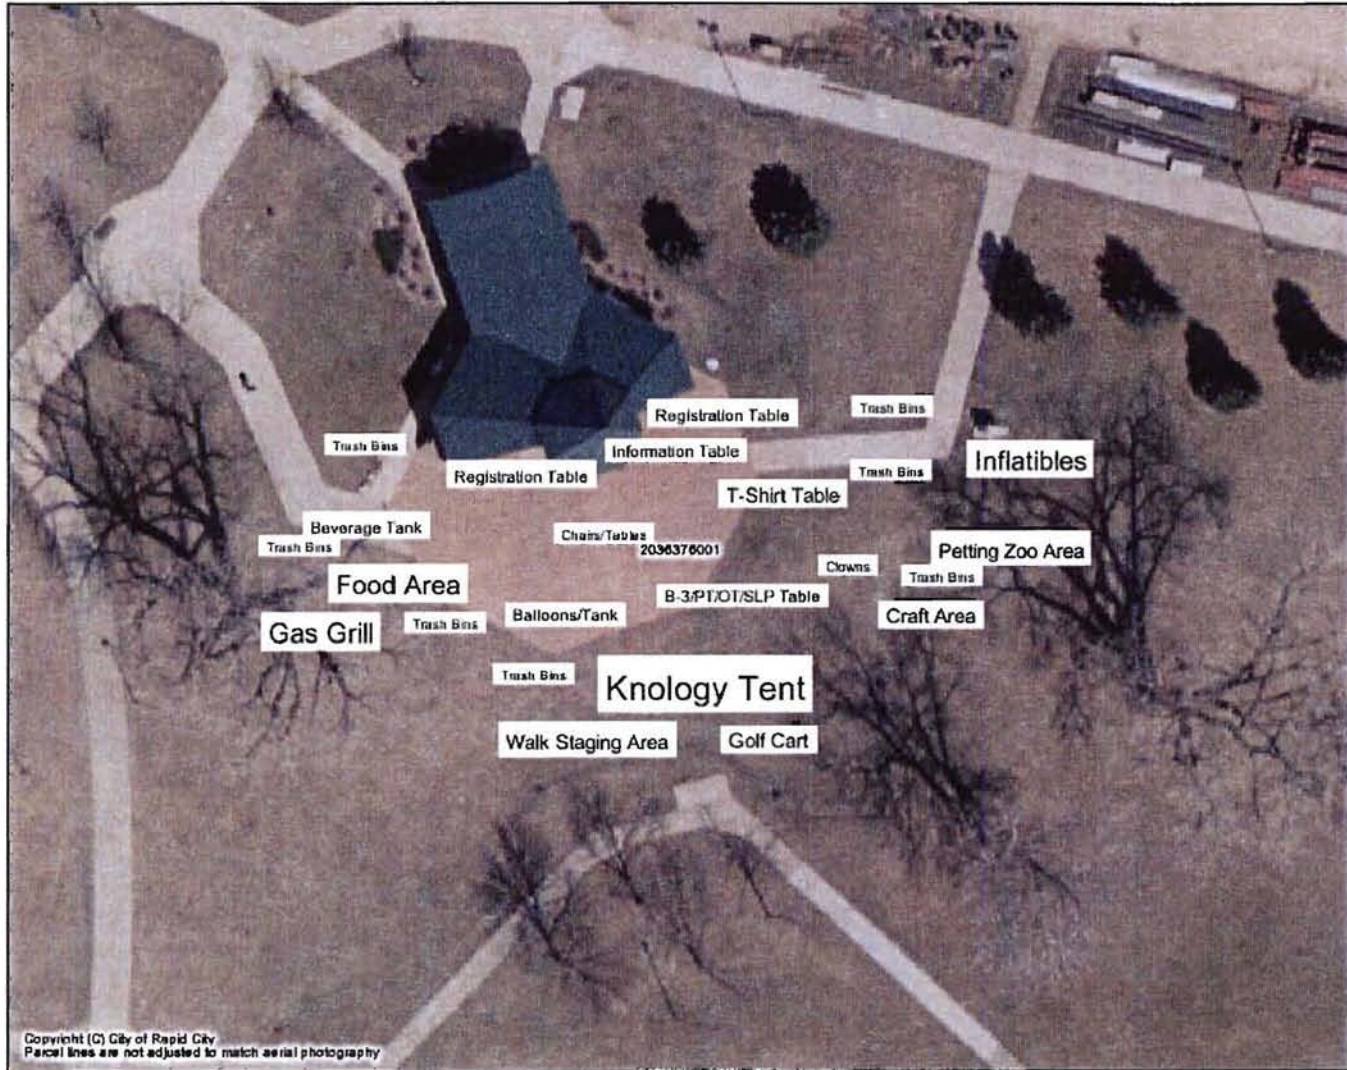 Registration Table
Trash Bins
Trash Bins
Information Table
Inflatibles
Registration Table
Trash Bins
T-Shirt Table
Beverage Tank
Chairs/Tables
Trash Bins
2036376001
Petting Zoo Area
Clowns
Trash Bins
Food Area
B-3/PT/OT/SLP Table
Craft Area
Balloons/Tank
Trash Bins
Gas Grill
Trash Bins
Knology Tent
Walk Staging Area
Golf Cart
Copyright (C) City of Rapid City
Parcel lines are not adjusted to match aerial photography